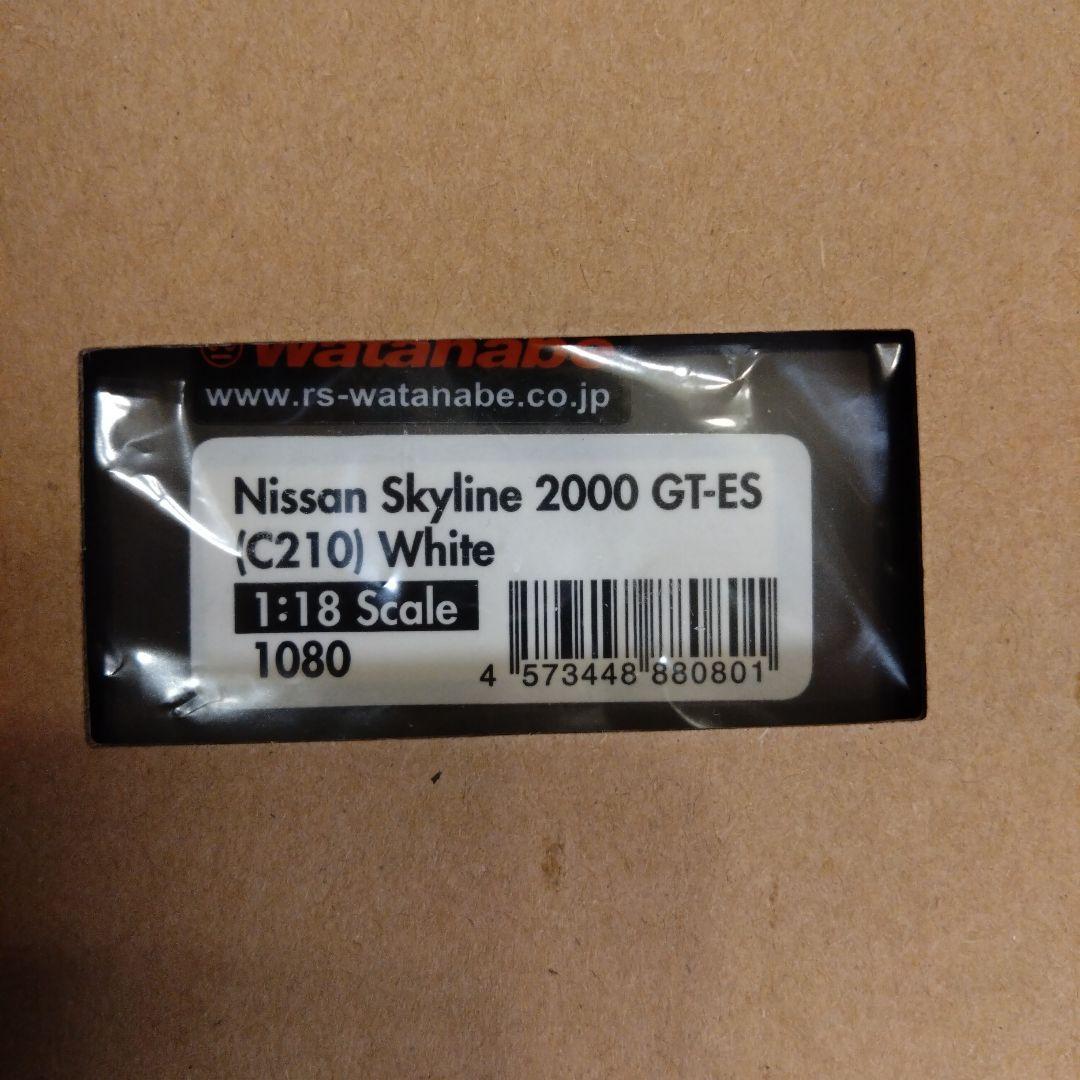 Watanabe
www.rs-watanabe.co.jp
Nissan Skyline 2000 GT-ES
(C210) White
1:18 Scale
1080
4 573448 880801